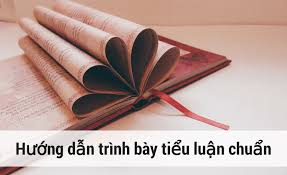 Hướng dẫn trình bày tiểu luận chuẩn